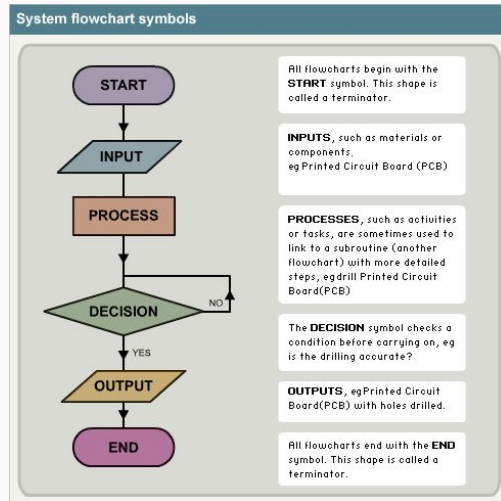 System flowchart symbols
START
All flowcharts begin with the
START symbol. This shape is
called a terminator.
INPUT
INPUTS, such as materials or
components,
eg Printed Circuit Board (PCB)
PROCESS
PROCESSES, such as activities
or tasks, are sometimes used to
link to a subroutine (another
flowchart) with more detailed
steps, egdrill Printed Circuit
Board(PCB)
DECISION
NO
The DECISION symbol checks a
condition before carrying on, eg
is the drilling accurate?
YES
OUTPUT
OUTPUTS, egPrinted Circuit
Board(PCB) with holes drilled.
END
All flowcharts end with the END
symbol. This shape is called a
terminator.